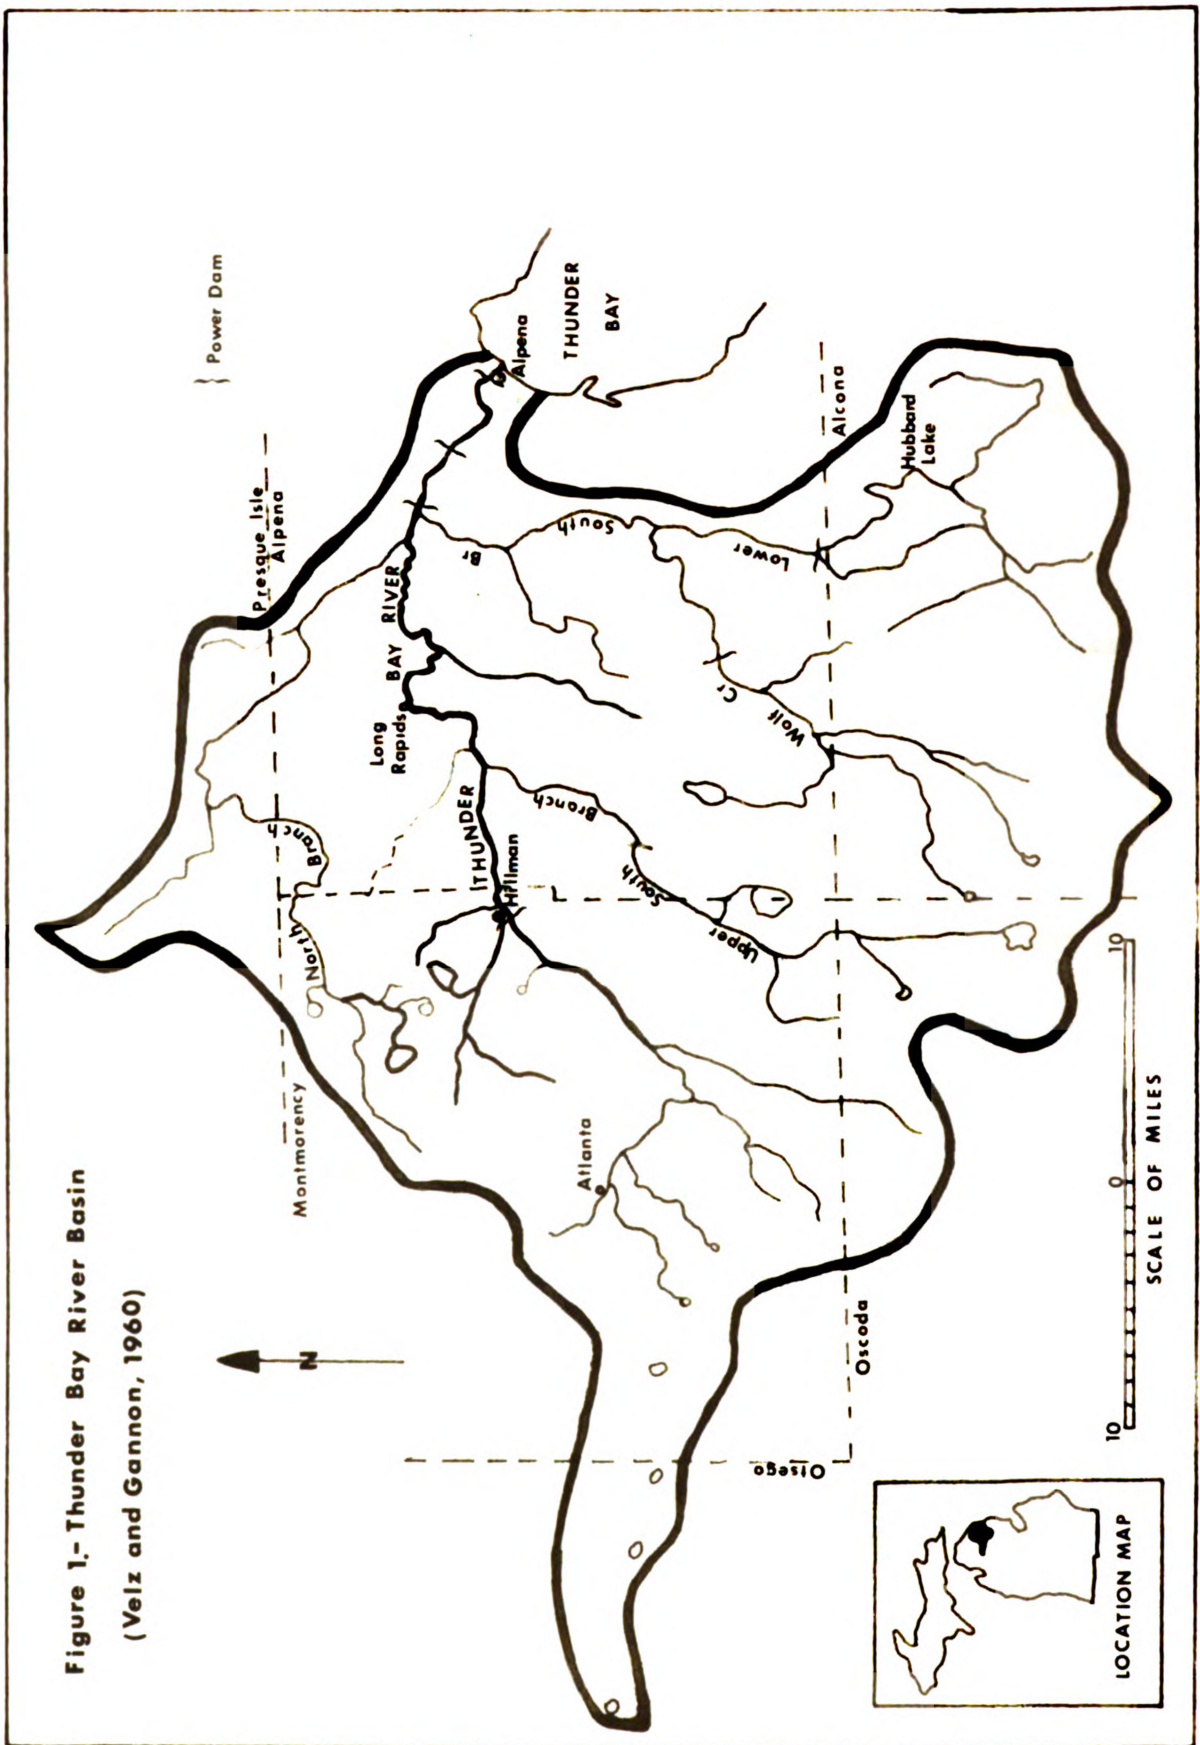 Figure 1.- Thunder Bay River Basin
(Velz and Gannon, 1960)
N
} Power Dam
Presque Isle
Alpena
Montmorency
North
Branch
Long
Rapids
THUNDER
BAY
RIVER
Hillman
Alpena
THUNDER
BAY
Atlanta
Br
South
Lower
Branch
South
Upper
Cr
Wolf
Alcona
Hubbard
Lake
Otsego
Oscoda
10
0
10
SCALE OF MILES
LOCATION MAP